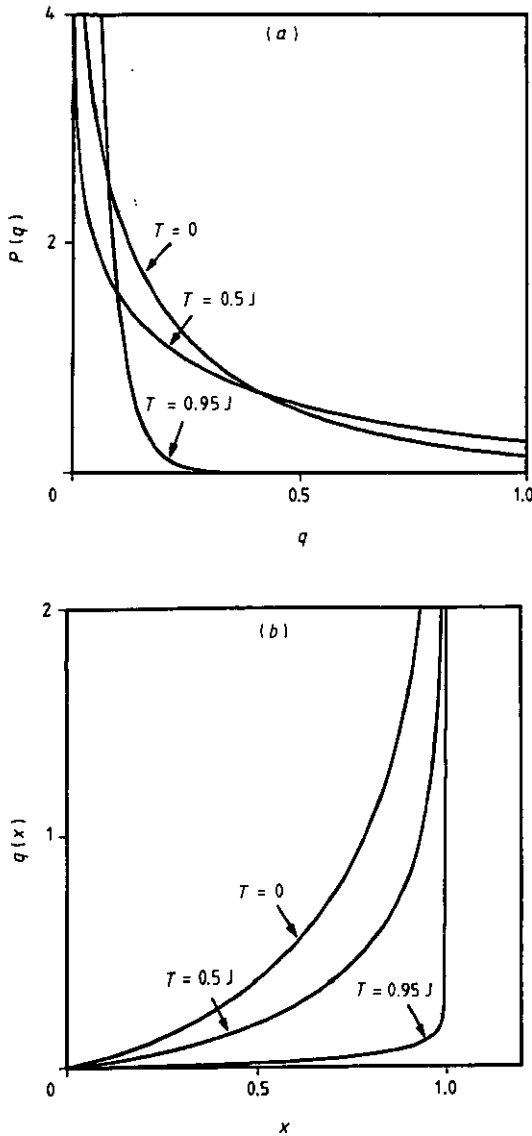 4
(a)
P(q)
2
T = 0
T = 0.5 J
T = 0.95 J
0
0.5
1.0
q
2
(b)
q(x)
1
T = 0
T = 0.5 J
T = 0.95 J
0
0.5
1.0
x